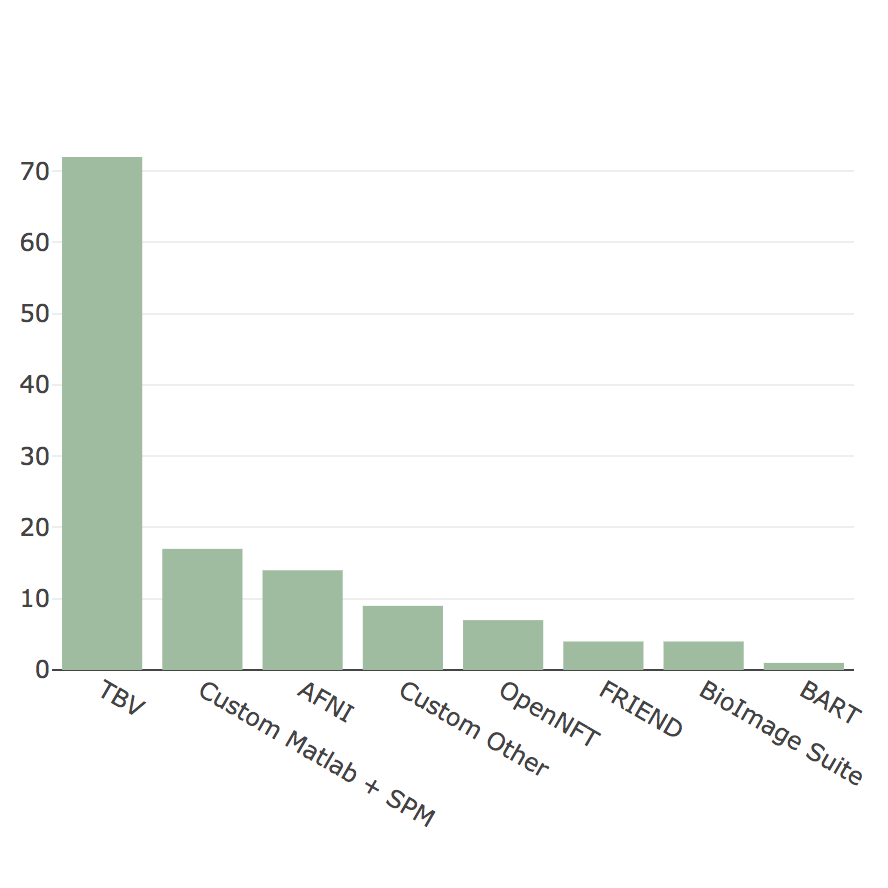 70
60
50
40
30
20
10
0
TBV
Custom Matlab + SPM
AFNI
Custom Other
OpenNFT
FRIEND
BioImage Suite
BART